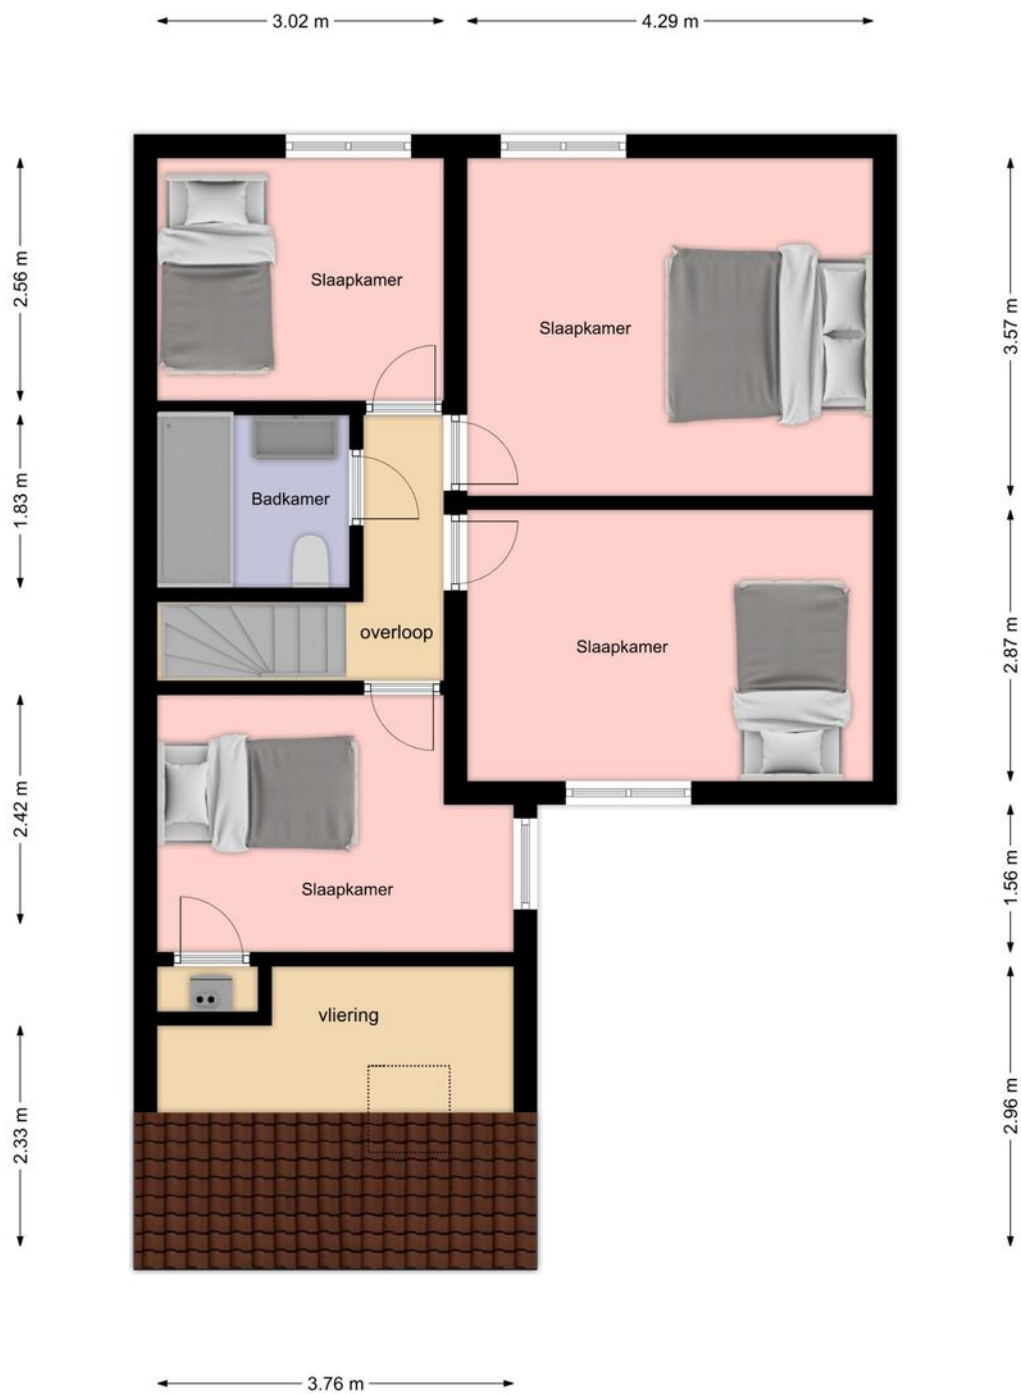 3.02 m
4.29 m
2.56 m
Slaapkamer
Slaapkamer
3.57 m
1.83 m
Badkamer
overloop
Slaapkamer
2.87 m
2.42 m
Slaapkamer
1.56 m
vliering
2.33 m
2.96 m
3.76 m